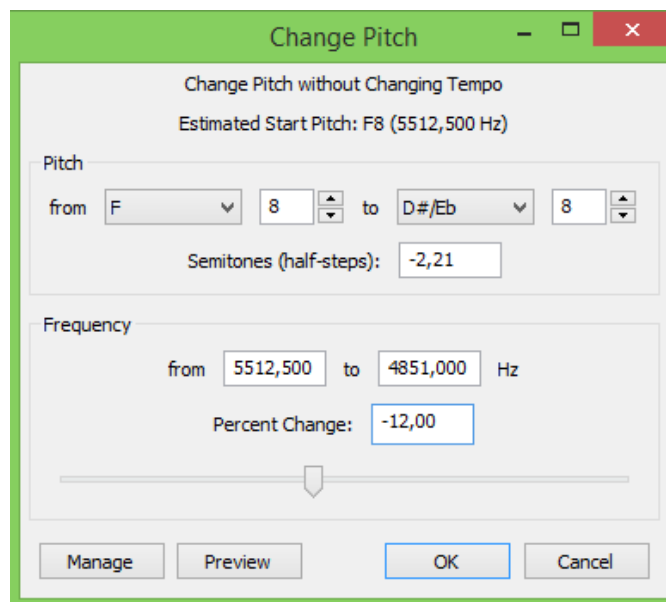 Change Pitch
Change Pitch without Changing Tempo
Estimated Start Pitch: F8 (5512,500 Hz)
Pitch
from F 8 to D#/Eb 8
Semitones (half-steps): -2,21
Frequency
from 5512,500 to 4851,000 Hz
Percent Change: -12,00
Manage Preview OK Cancel